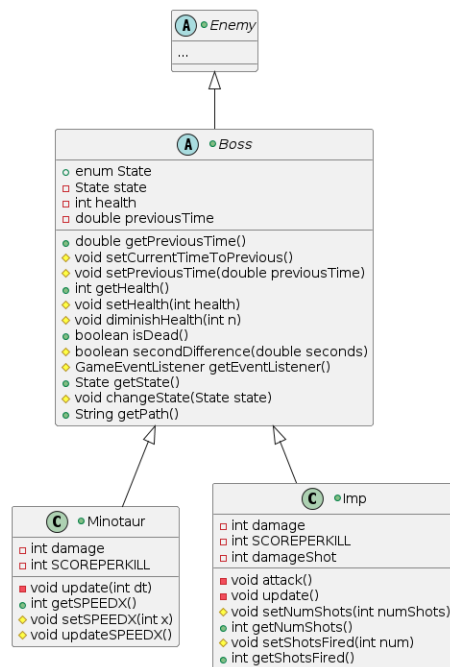 A Enemy
...
A Boss
enum State
State state
int health
double previousTime
double getPreviousTime()
void setCurrentTimeToPrevious()
void setPreviousTime(double previousTime)
int getHealth()
void setHealth(int health)
void diminishHealth(int n)
boolean isDead()
boolean secondDifference(double seconds)
GameEventListener getEventListener()
State getState()
void changeState(State state)
String getPath()
C Minotaur
int damage
int SCOREPERKILL
void update(int dt)
int getSPEEDX()
void setSPEEDX(int x)
void updateSPEEDX()
C Imp
int damage
int SCOREPERKILL
int damageShot
void attack()
void update()
void setNumShots(int numShots)
int getNumShots()
void setShotsFired(int num)
int getShotsFired()